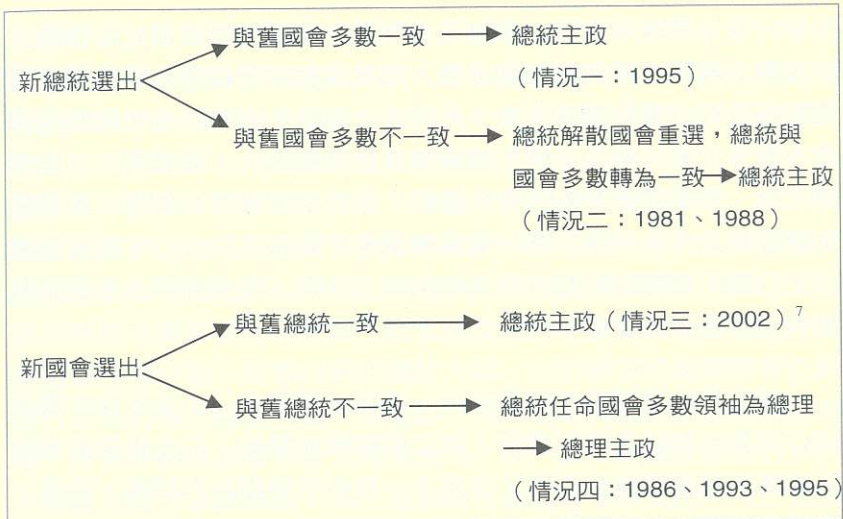 與舊國會多數一致 → 總統主政
新總統選出
（情況一：1995）
與舊國會多數不一致 → 總統解散國會重選，總統與
國會多數轉為一致 → 總統主政
（情況二：1981、1988）
與舊總統一致 → 總統主政（情況三：2002）7
新國會選出
與舊總統不一致 → 總統任命國會多數領袖為總理
→ 總理主政
（情況四：1986、1993、1995）